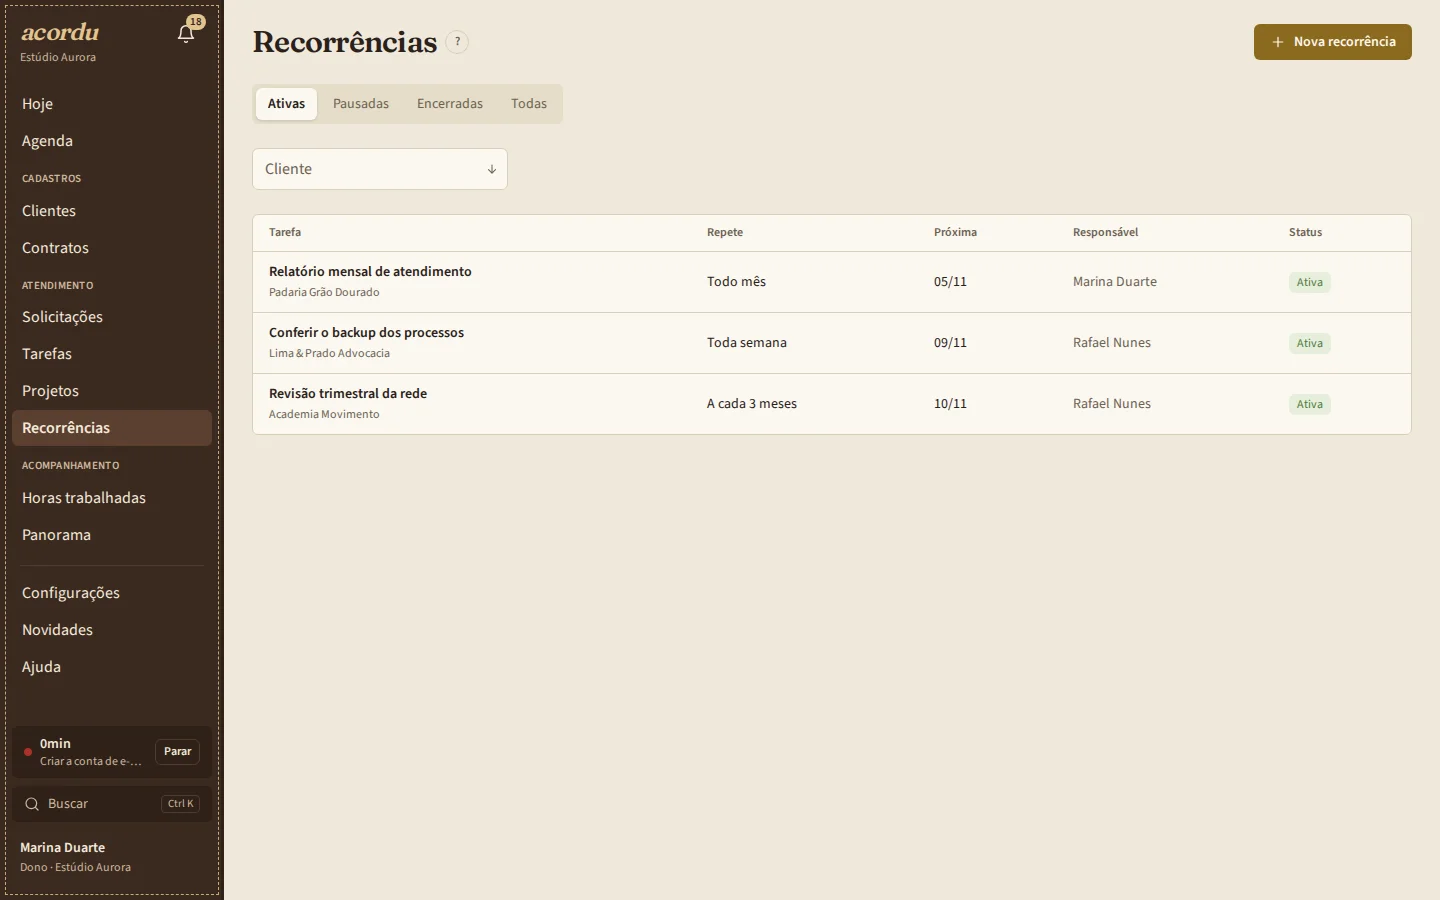 acordu
18
Estúdio Aurora
Hoje
Agenda
CADASTROS
Clientes
Contratos
ATENDIMENTO
Solicitações
Tarefas
Projetos
Recorrências
ACOMPANHAMENTO
Horas trabalhadas
Panorama
Configurações
Novidades
Ajuda
0min
Criar a conta de e-…
Parar
Buscar
Ctrl K
Marina Duarte
Dono · Estúdio Aurora
Recorrências ?
Nova recorrência
Ativas Pausadas Encerradas Todas
Cliente
Tarefa Repete Próxima Responsável Status
Relatório mensal de atendimento
Padaria Grão Dourado
Todo mês 05/11 Marina Duarte Ativa
Conferir o backup dos processos
Lima & Prado Advocacia
Toda semana 09/11 Rafael Nunes Ativa
Revisão trimestral da rede
Academia Movimento
A cada 3 meses 10/11 Rafael Nunes Ativa